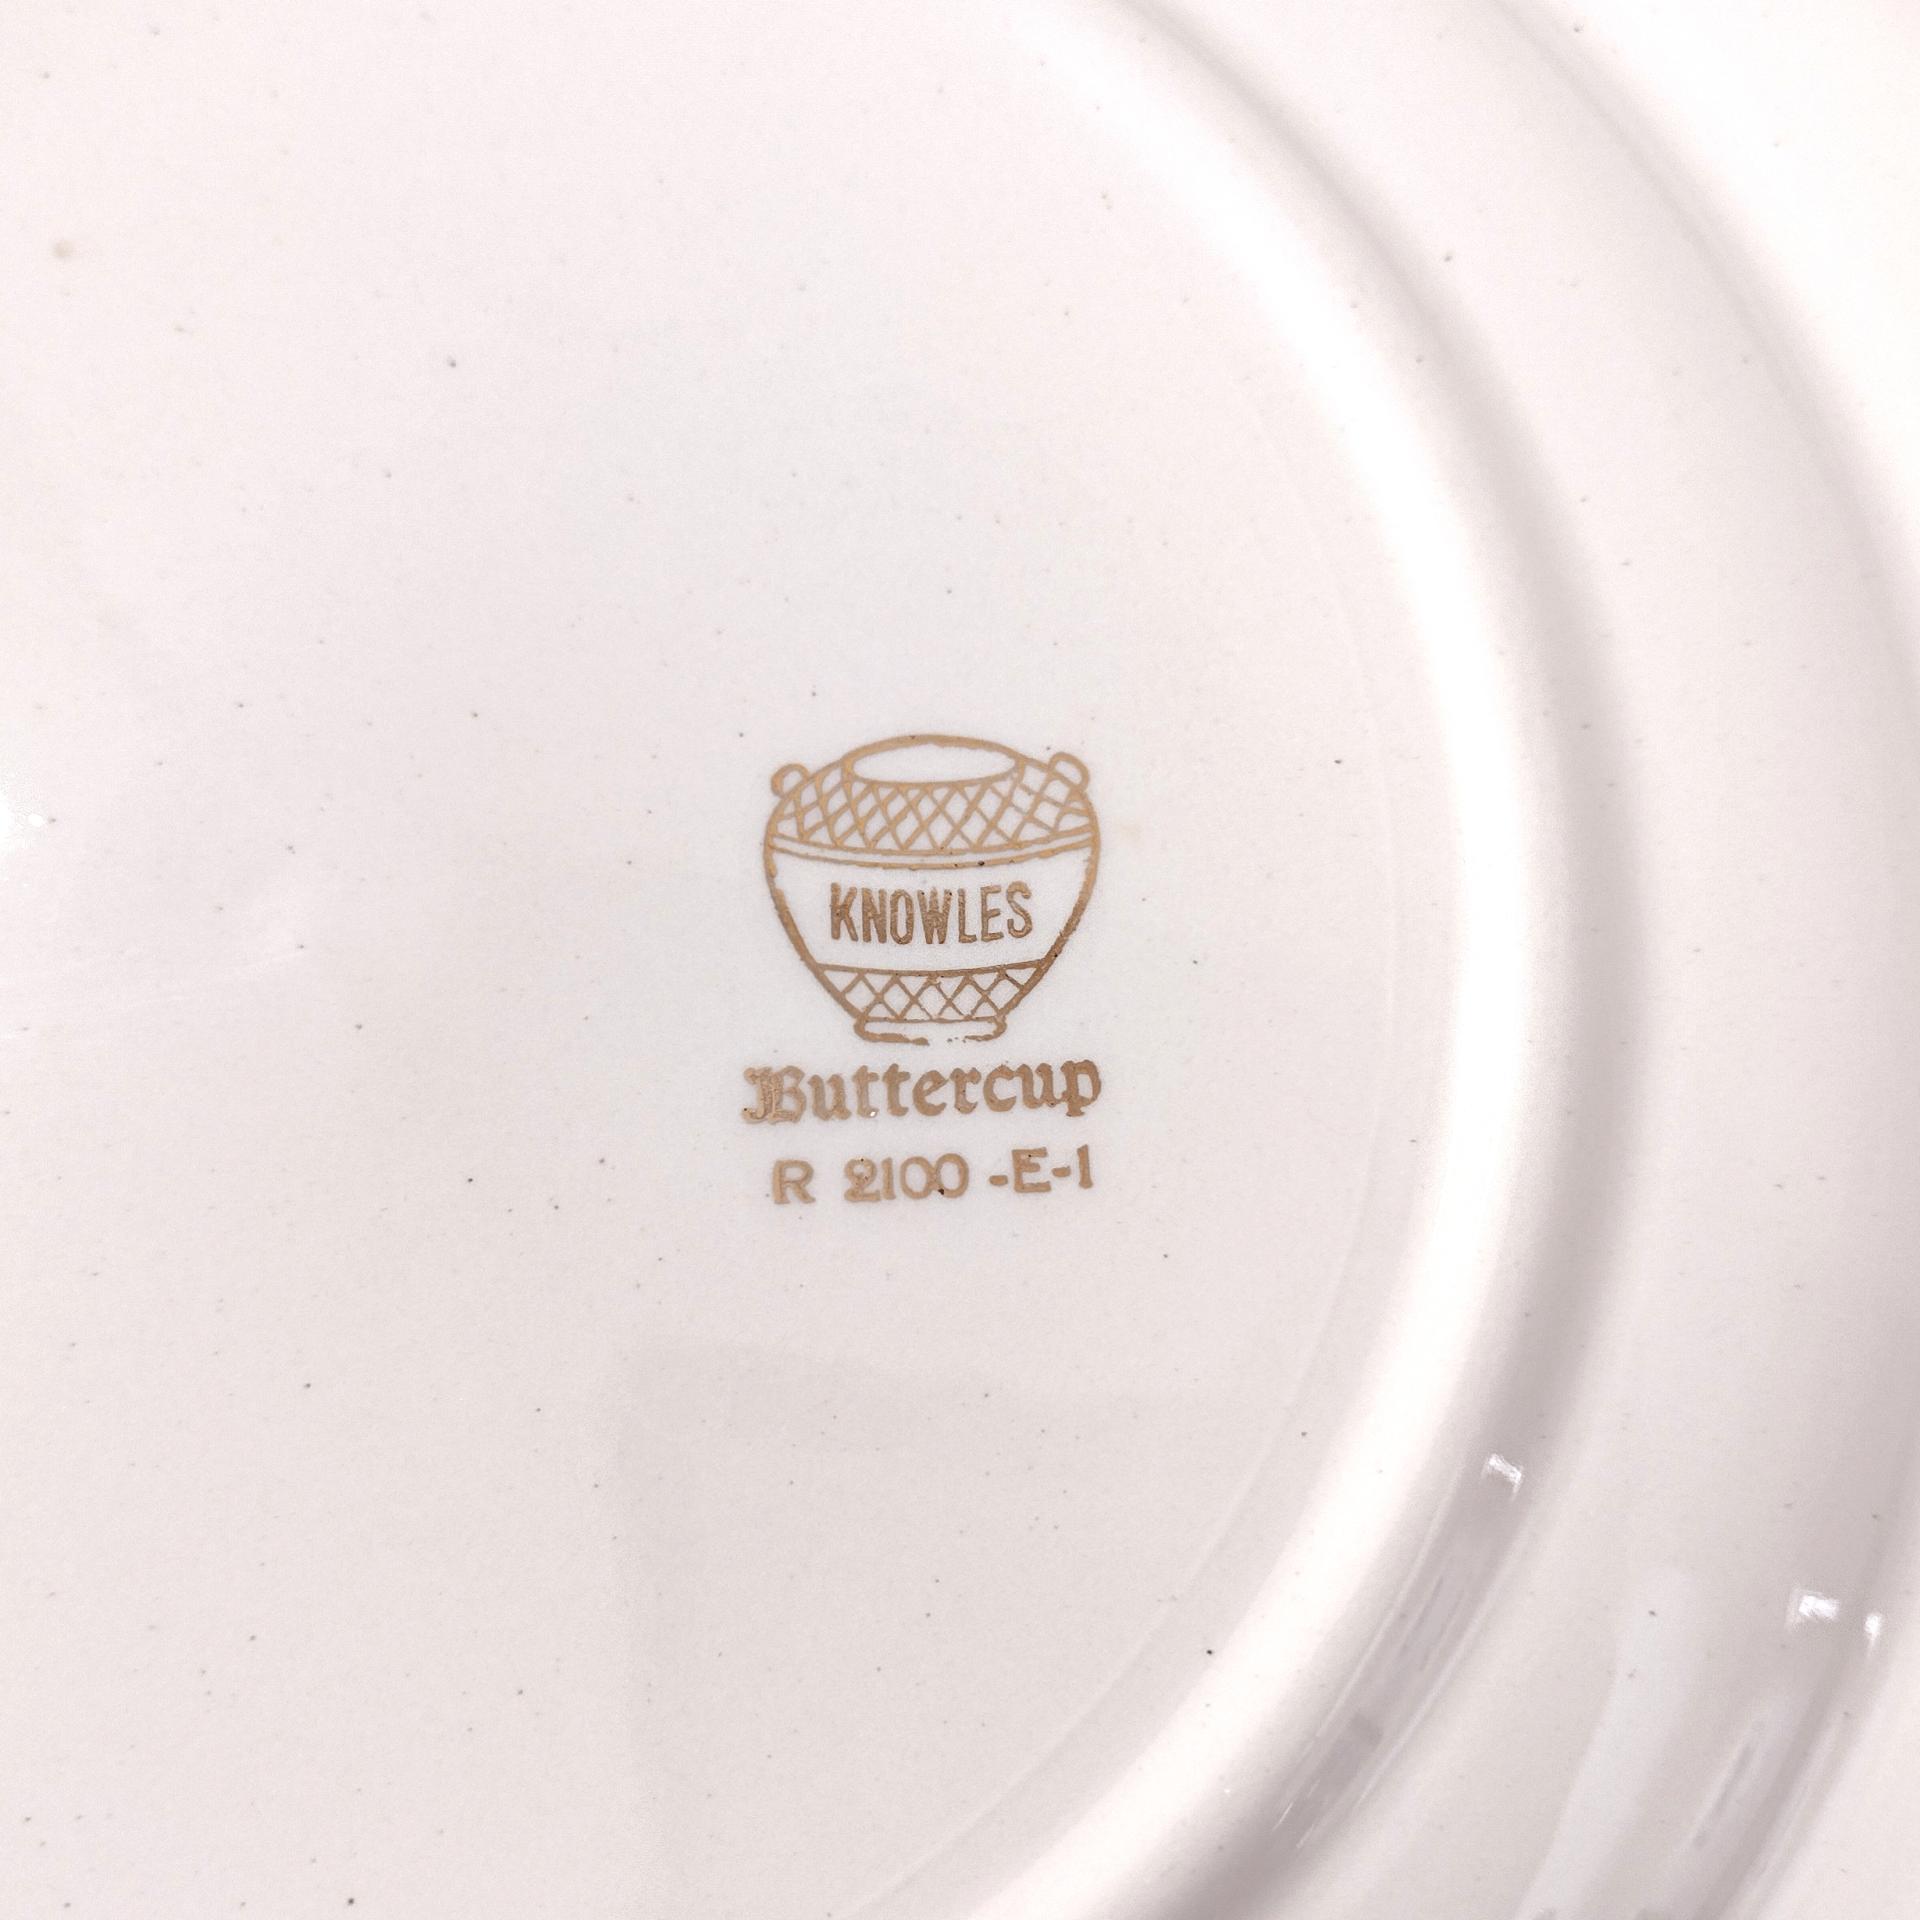 KNOWLES
Buttercup
R 2100 -E-1